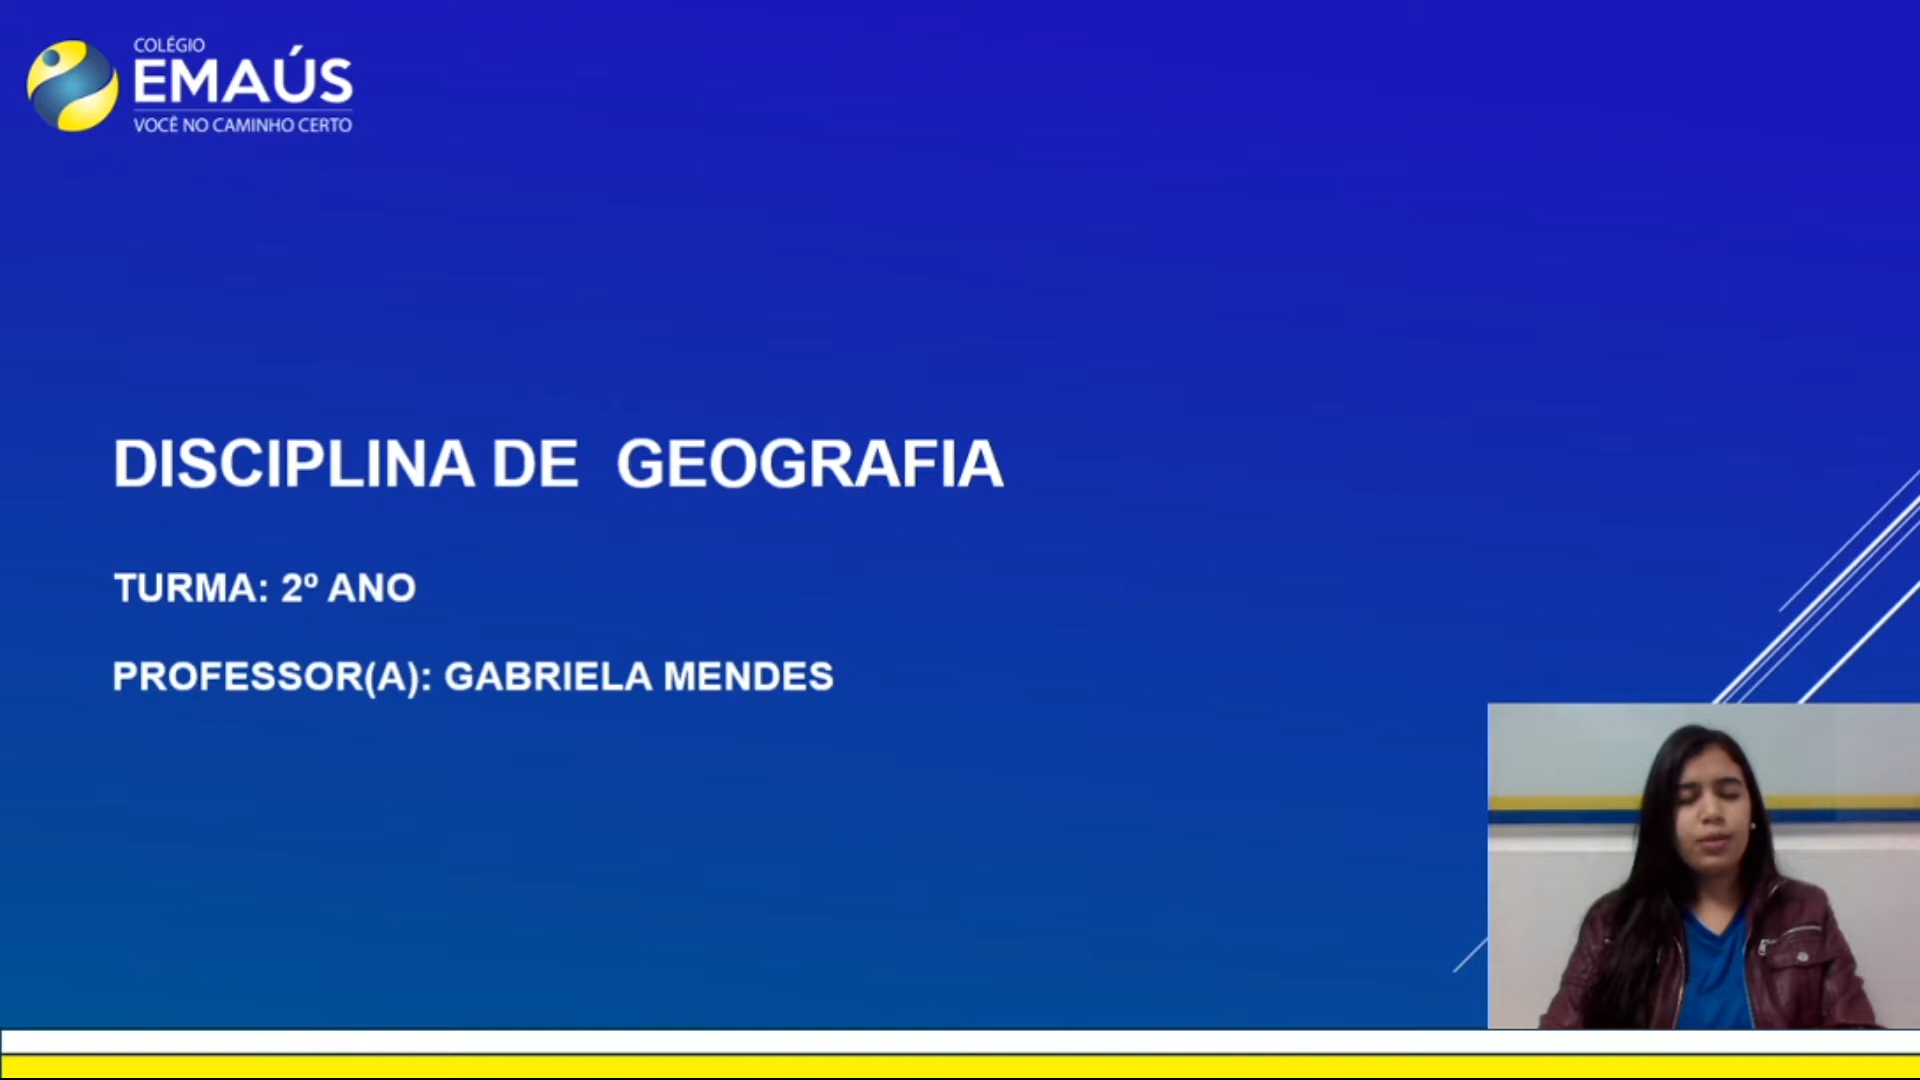 COLÉGIO
EMAÚS
VOCÊ NO CAMINHO CERTO
DISCIPLINA DE GEOGRAFIA
TURMA: 2º ANO
PROFESSOR(A): GABRIELA MENDES